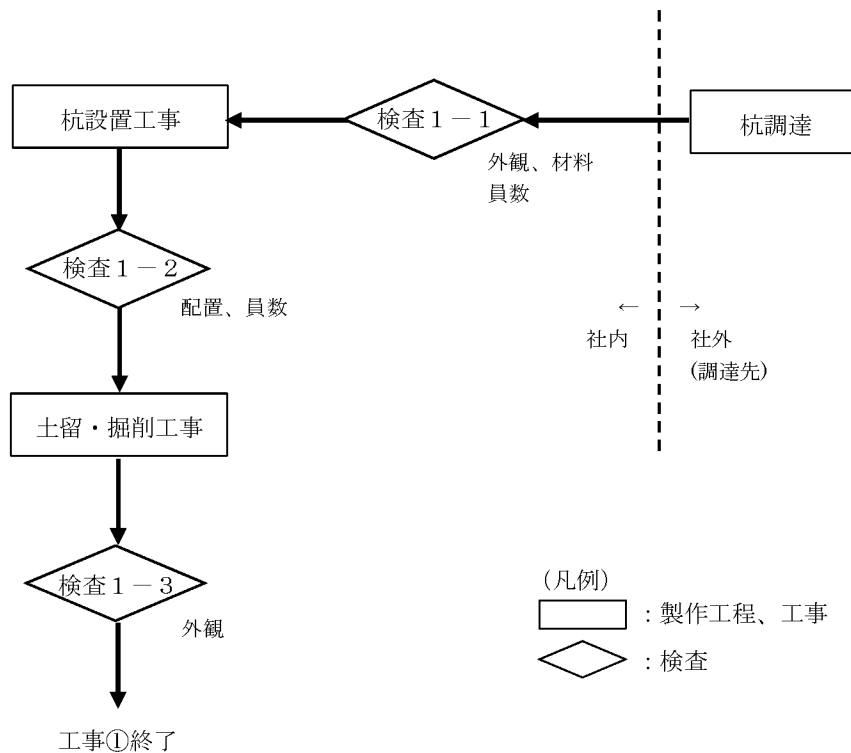 杭設置工事
検査1－1
杭調達
外観、材料
員数
検査1－2
配置、員数
← →
社内 社外
(調達先)
土留・掘削工事
検査1－3
外観
(凡例)
：製作工程、工事
：検査
工事①終了